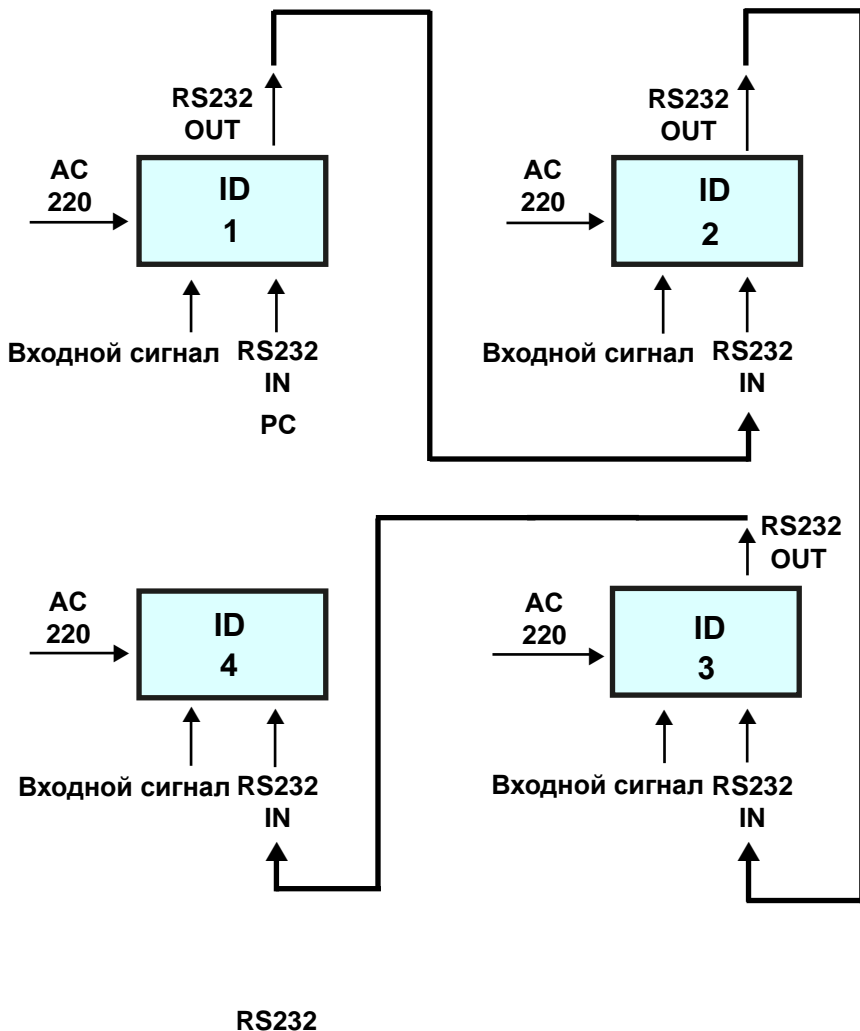 RS232
OUT
AC
220
ID
1
Входной сигнал
RS232
IN
PC
RS232
OUT
AC
220
ID
2
Входной сигнал
RS232
IN
AC
220
ID
4
Входной сигнал
RS232
IN
RS232
OUT
AC
220
ID
3
Входной сигнал
RS232
IN
RS232